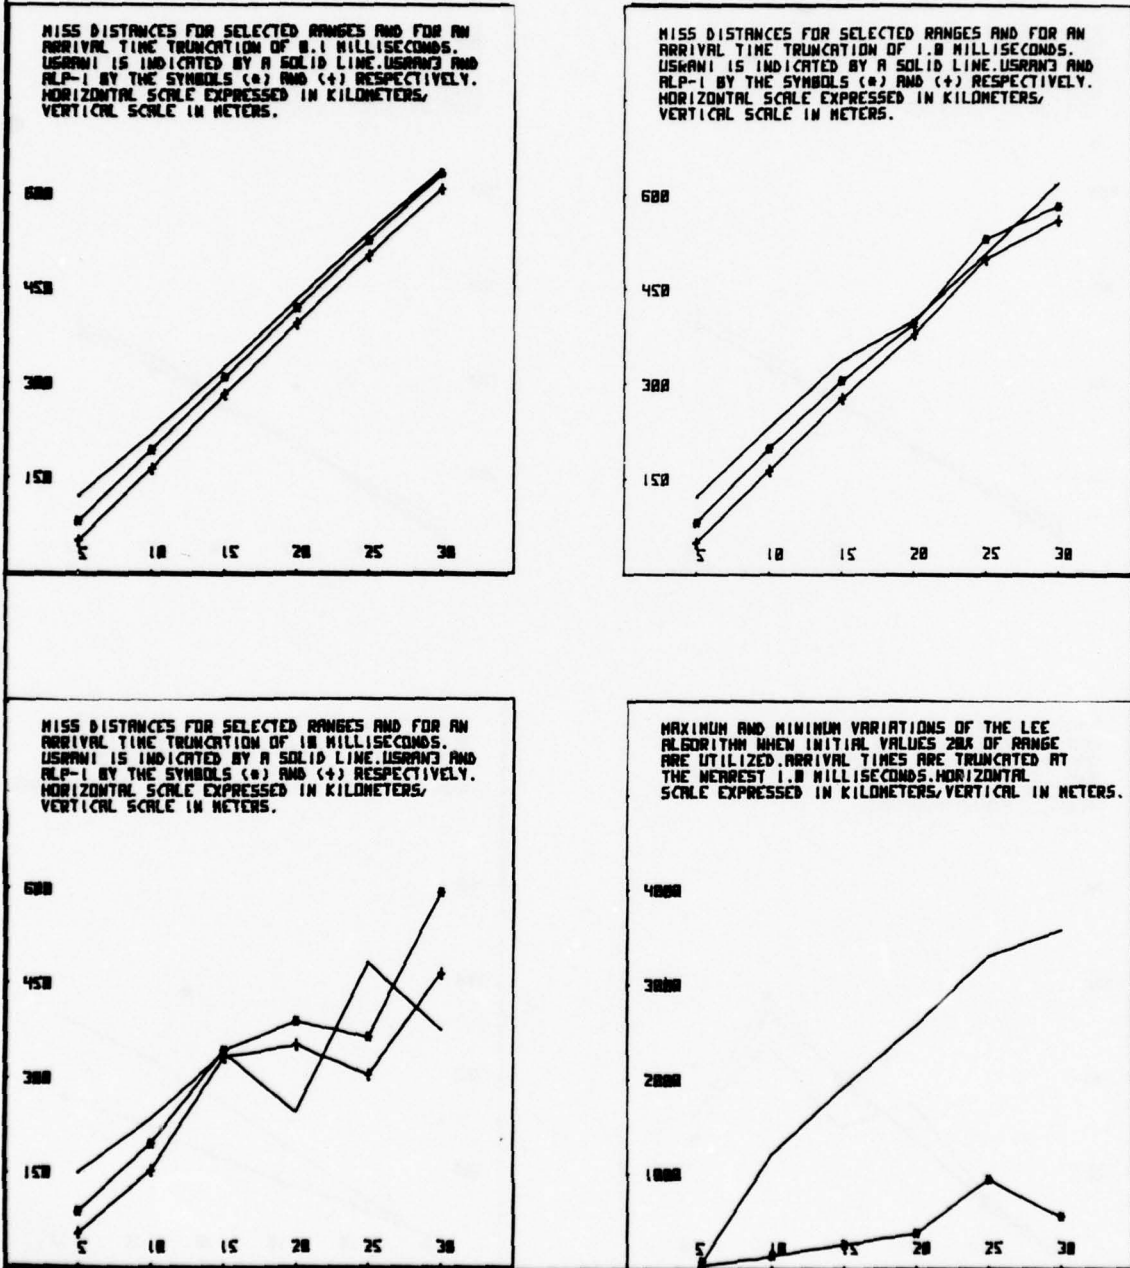 MISS DISTANCES FOR SELECTED RANGES AND FOR AN
ARRIVAL TIME TRUNCATION OF 0.1 MILLISECONDS.
USRAN1 IS INDICATED BY A SOLID LINE.USRAN3 AND
ALP-1 BY THE SYMBOLS (*) AND (+) RESPECTIVELY.
HORIZONTAL SCALE EXPRESSED IN KILOMETERS/
VERTICAL SCALE IN METERS.
600
450
300
150
5 10 15 20 25 30
MISS DISTANCES FOR SELECTED RANGES AND FOR AN
ARRIVAL TIME TRUNCATION OF 1.0 MILLISECONDS.
USRAN1 IS INDICATED BY A SOLID LINE.USRAN3 AND
ALP-1 BY THE SYMBOLS (*) AND (+) RESPECTIVELY.
HORIZONTAL SCALE EXPRESSED IN KILOMETERS/
VERTICAL SCALE IN METERS.
600
450
300
150
5 10 15 20 25 30
MISS DISTANCES FOR SELECTED RANGES AND FOR AN
ARRIVAL TIME TRUNCATION OF 10 MILLISECONDS.
USRAN1 IS INDICATED BY A SOLID LINE.USRAN3 AND
ALP-1 BY THE SYMBOLS (*) AND (+) RESPECTIVELY.
HORIZONTAL SCALE EXPRESSED IN KILOMETERS/
VERTICAL SCALE IN METERS.
600
450
300
150
5 10 15 20 25 30
MAXIMUM AND MINIMUM VARIATIONS OF THE LEE
ALGORITHM WHEN INITIAL VALUES 20% OF RANGE
ARE UTILIZED.ARRIVAL TIMES ARE TRUNCATED AT
THE NEAREST 1.0 MILLISECONDS.HORIZONTAL
SCALE EXPRESSED IN KILOMETERS/VERTICAL IN METERS.
4000
3000
2000
1000
5 10 15 20 25 30